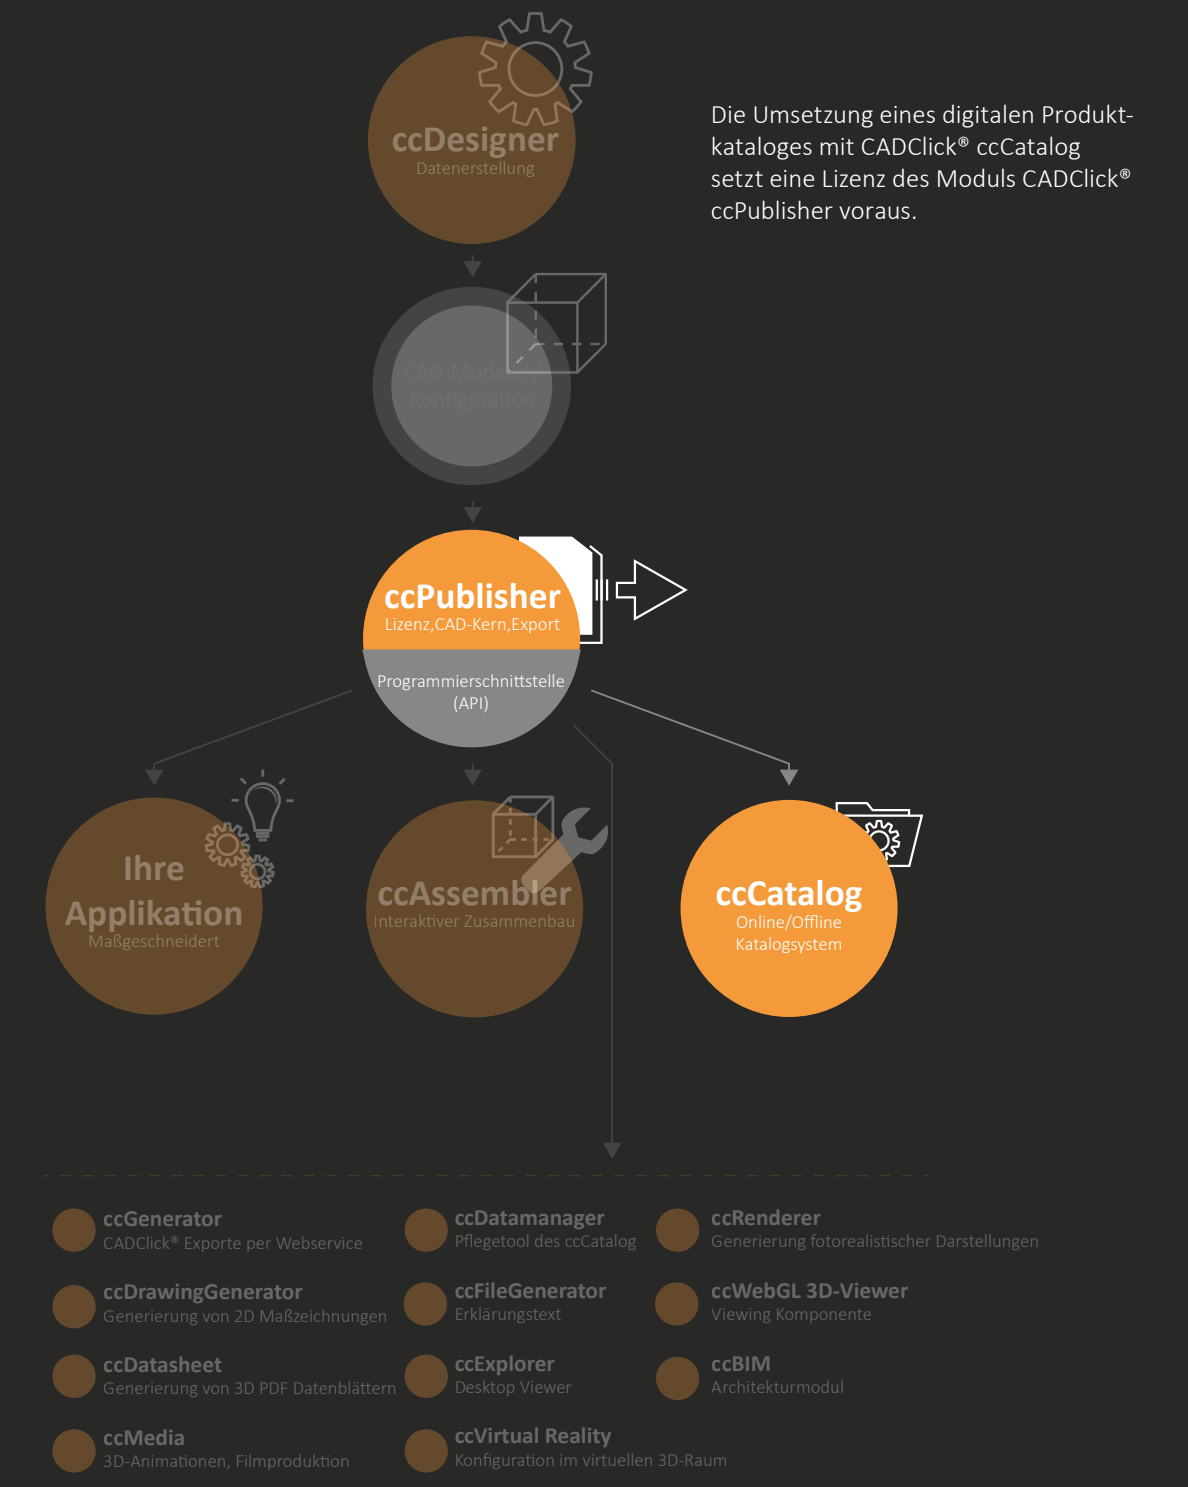 ccDesigner
Datenerstellung
Die Umsetzung eines digitalen Produkt-
kataloges mit CADClick® ccCatalog
setzt eine Lizenz des Moduls CADClick®
ccPublisher voraus.
CAD-Modelle /
Konfiguration
ccPublisher
Lizenz,CAD-Kern,Export
Programmierschnittstelle
(API)
Ihre
Applikation
Maßgeschneidert
ccAssembler
Interaktiver Zusammenbau
ccCatalog
Online/Offline
Katalogsystem
ccGenerator
CADClick® Exporte per Webservice
ccDrawingGenerator
Generierung von 2D Maßzeichnungen
ccDatasheet
Generierung von 3D PDF Datenblättern
ccMedia
3D-Animationen, Filmproduktion
ccDatamanager
Pflegetool des ccCatalog
ccFileGenerator
Erklärungstext
ccExplorer
Desktop Viewer
ccVirtual Reality
Konfiguration im virtuellen 3D-Raum
ccRenderer
Generierung fotorealistischer Darstellungen
ccWebGL 3D-Viewer
Viewing Komponente
ccBIM
Architekturmodul